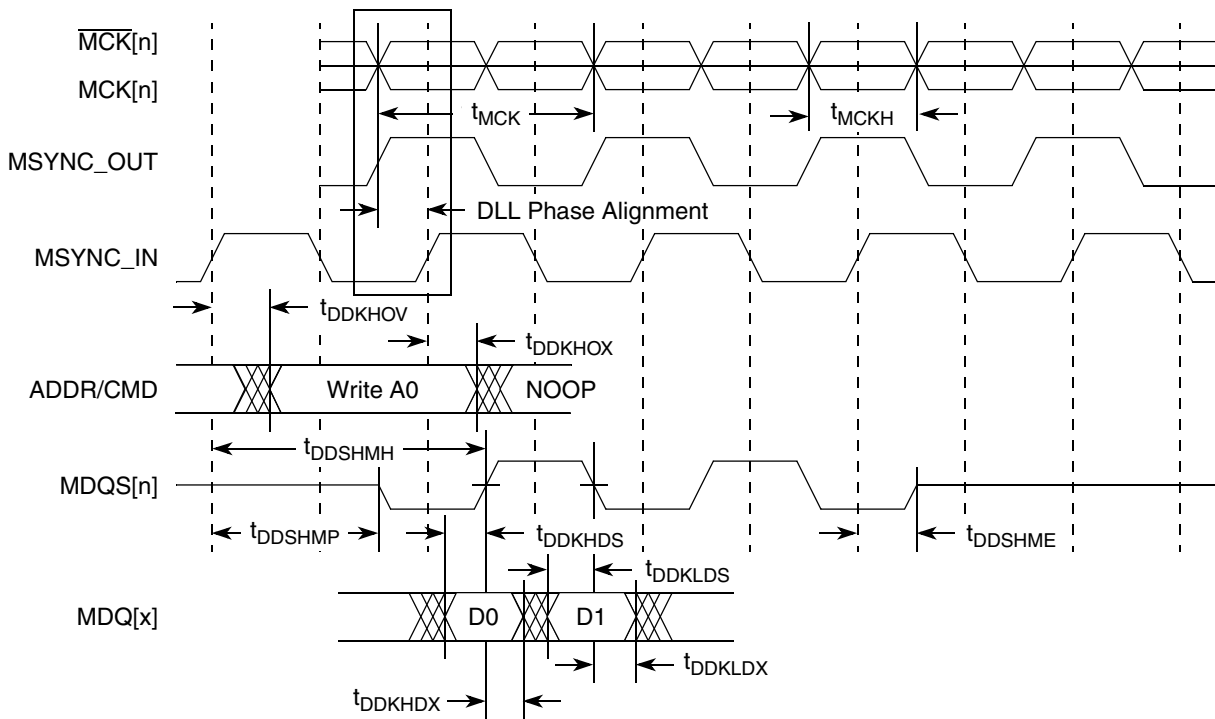 MCK[n]
MCK[n]
tMCK
tMCKH
MSYNC_OUT
DLL Phase Alignment
MSYNC_IN
tDDKHOV
tDDKHOX
ADDR/CMD
Write A0
NOOP
tDDSHMH
MDQS[n]
tDDSHMP
tDDKHDS
tDDSHME
tDDKLDS
MDQ[x]
D0
D1
tDDKLDX
tDDKHDX